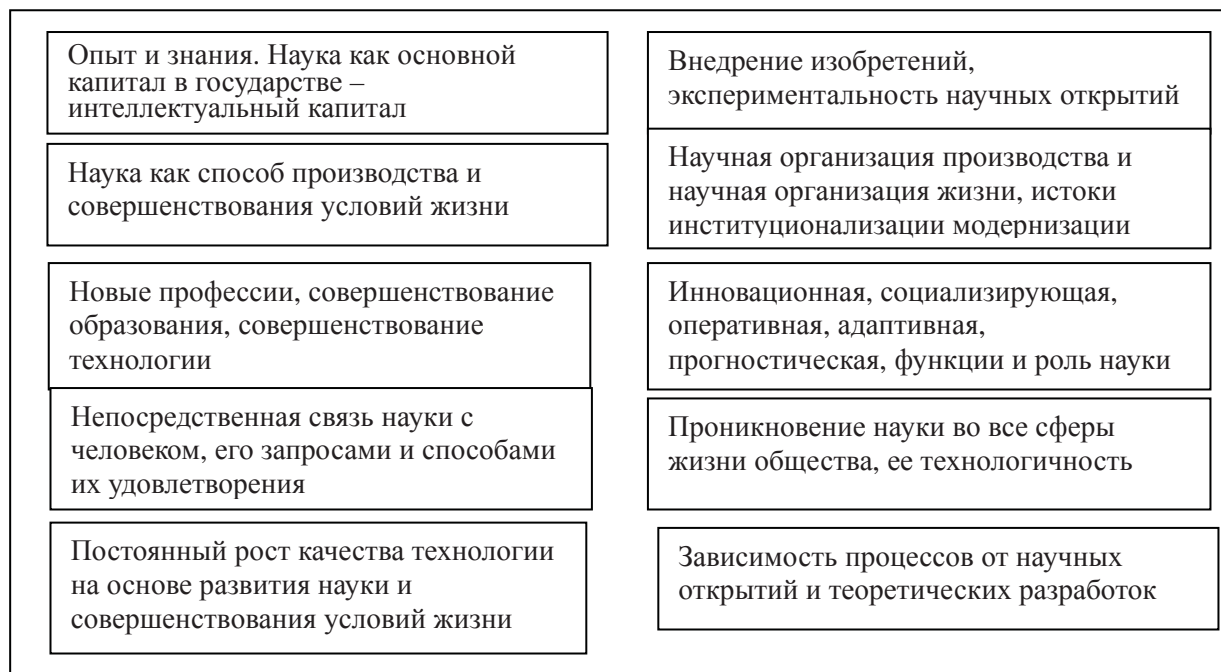 Опыт и знания. Наука как основной
капитал в государстве –
интеллектуальный капитал
Внедрение изобретений,
экспериментальность научных открытий
Наука как способ производства и
совершенствования условий жизни
Научная организация производства и
научная организация жизни, истоки
институционализации модернизации
Новые профессии, совершенствование
образования, совершенствование
технологии
Инновационная, социализирующая,
оперативная, адаптивная,
прогностическая, функции и роль науки
Непосредственная связь науки с
человеком, его запросами и способами
их удовлетворения
Проникновение науки во все сферы
жизни общества, ее технологичность
Постоянный рост качества технологии
на основе развития науки и
совершенствования условий жизни
Зависимость процессов от научных
открытий и теоретических разработок